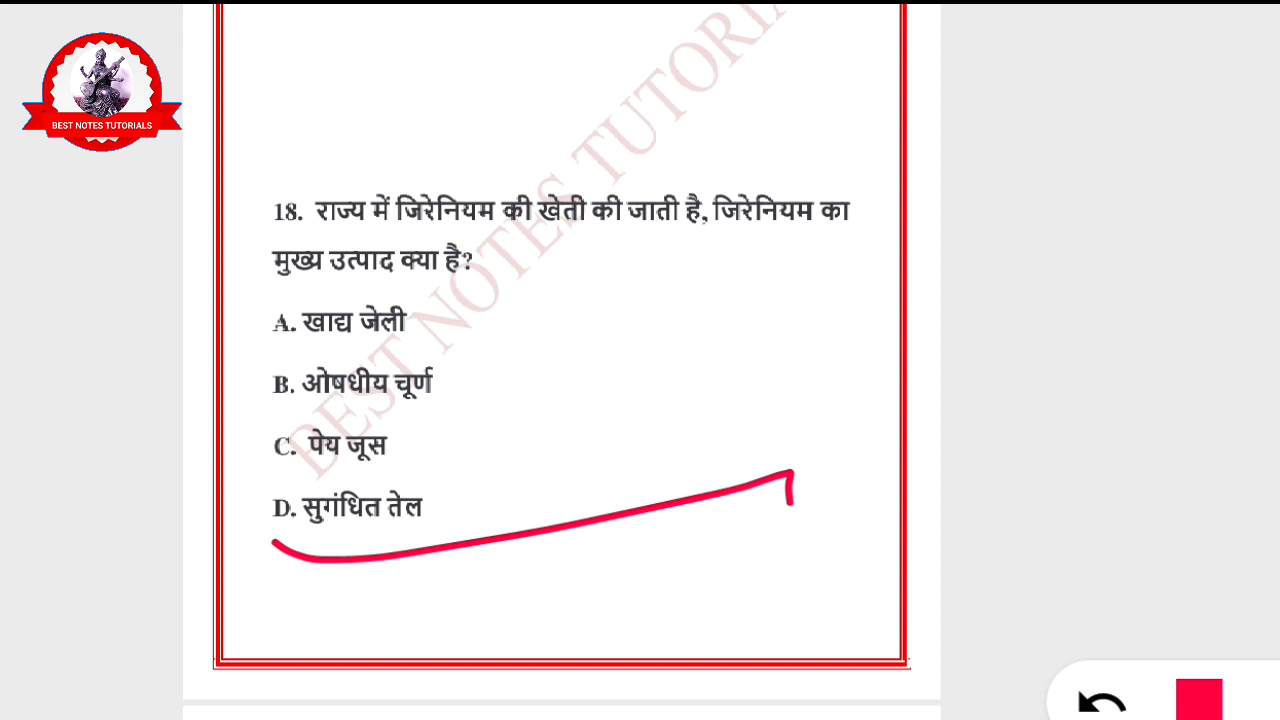 BEST NOTES TUTORIALS
18. राज्य में जिरेनियम की खेती की जाती है, जिरेनियम का
मुख्य उत्पाद क्या है?
A. खाद्य जेली
B. ओषधीय चूर्ण
C. पेय जूस
D. सुगंधित तेल
BEST NOTES TUTORIA